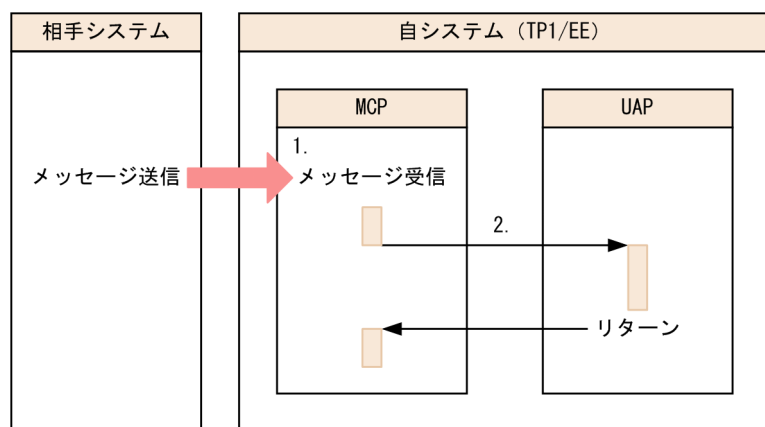 相手システム
自システム（TP1/EE）
MCP
UAP
1.
メッセージ送信
メッセージ受信
2.
リターン